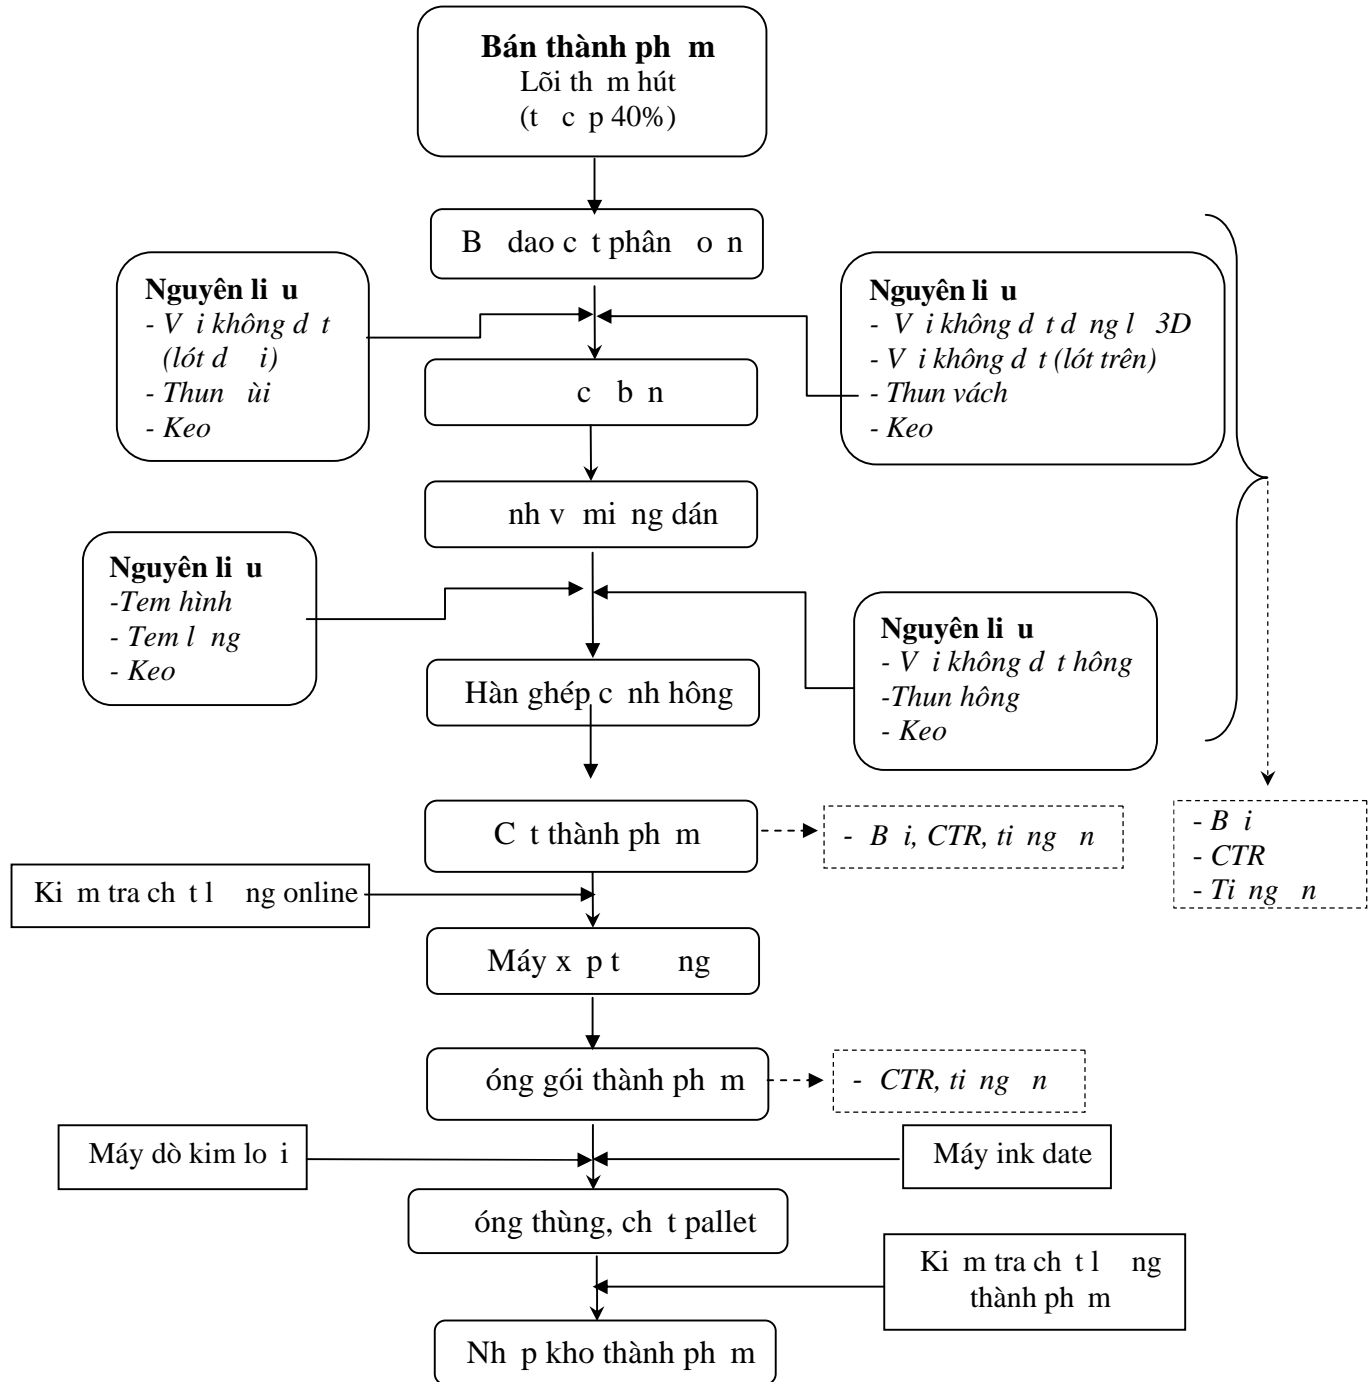 Bán thành ph m
Lõi th m hút
(t c p 40%)
B dao c t phân o n
Nguyên li u
- V i không d t
(lót d i)
- Thun ùi
- Keo
Nguyên li u
- V i không d t d ng l 3D
- V i không d t (lót trên)
- Thun vách
- Keo
c b n
nh v mi ng dán
Nguyên li u
-Tem hình
- Tem l ng
- Keo
Nguyên li u
- V i không d t hông
-Thun hông
- Keo
Hàn ghép c nh hông
C t thành ph m
- B i, CTR, ti ng n
- B i
- CTR
- Ti ng n
Ki m tra ch t l ng online
Máy x p t ng
óng gói thành ph m
- CTR, ti ng n
Máy dò kim lo i
Máy ink date
óng thùng, ch t pallet
Ki m tra ch t l ng
thành ph m
Nh p kho thành ph m